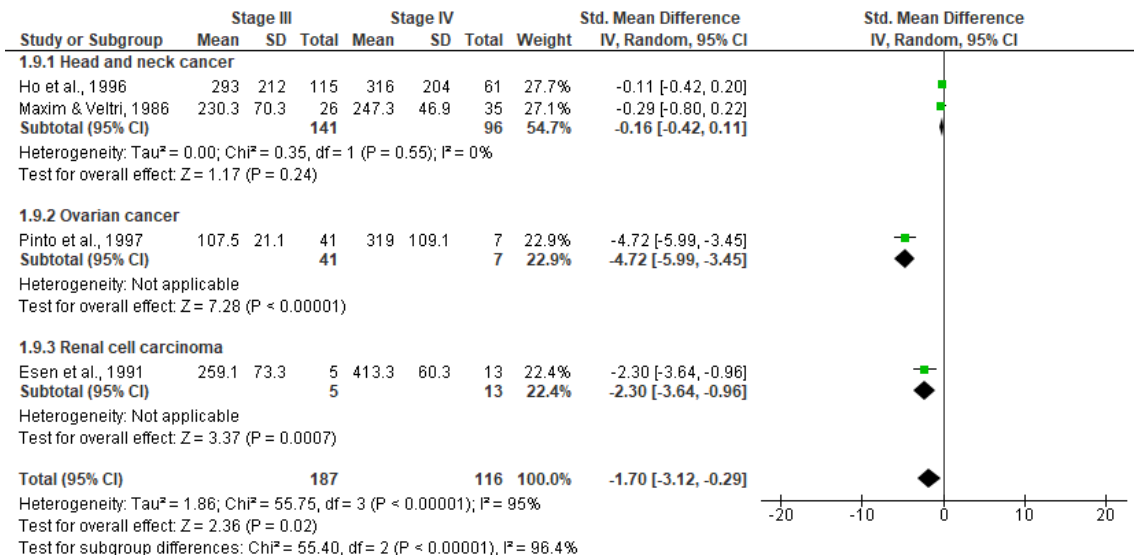 Stage III Stage IV Std. Mean Difference Std. Mean Difference
Study or Subgroup Mean SD Total Mean SD Total Weight IV, Random, 95% CI IV, Random, 95% CI
1.9.1 Head and neck cancer
Ho et al., 1996 293 212 115 316 204 61 27.7% -0.11 [-0.42, 0.20]
Maxim & Veltri, 1986 230.3 70.3 26 247.3 46.9 35 27.1% -0.29 [-0.80, 0.22]
Subtotal (95% CI) 141 96 54.7% -0.16 [-0.42, 0.11]
Heterogeneity: Tau² = 0.00; Chi² = 0.35, df = 1 (P = 0.55); I² = 0%
Test for overall effect: Z = 1.17 (P = 0.24)
1.9.2 Ovarian cancer
Pinto et al., 1997 107.5 21.1 41 319 109.1 7 22.9% -4.72 [-5.99, -3.45]
Subtotal (95% CI) 41 7 22.9% -4.72 [-5.99, -3.45]
Heterogeneity: Not applicable
Test for overall effect: Z = 7.28 (P < 0.00001)
1.9.3 Renal cell carcinoma
Esen et al., 1991 259.1 73.3 5 413.3 60.3 13 22.4% -2.30 [-3.64, -0.96]
Subtotal (95% CI) 5 13 22.4% -2.30 [-3.64, -0.96]
Heterogeneity: Not applicable
Test for overall effect: Z = 3.37 (P = 0.0007)
Total (95% CI) 187 116 100.0% -1.70 [-3.12, -0.29]
Heterogeneity: Tau² = 1.86; Chi² = 55.75, df = 3 (P < 0.00001); I² = 95%
Test for overall effect: Z = 2.36 (P = 0.02)
Test for subgroup differences: Chi² = 55.40, df = 2 (P < 0.00001), I² = 96.4%
-20 -10 0 10 20